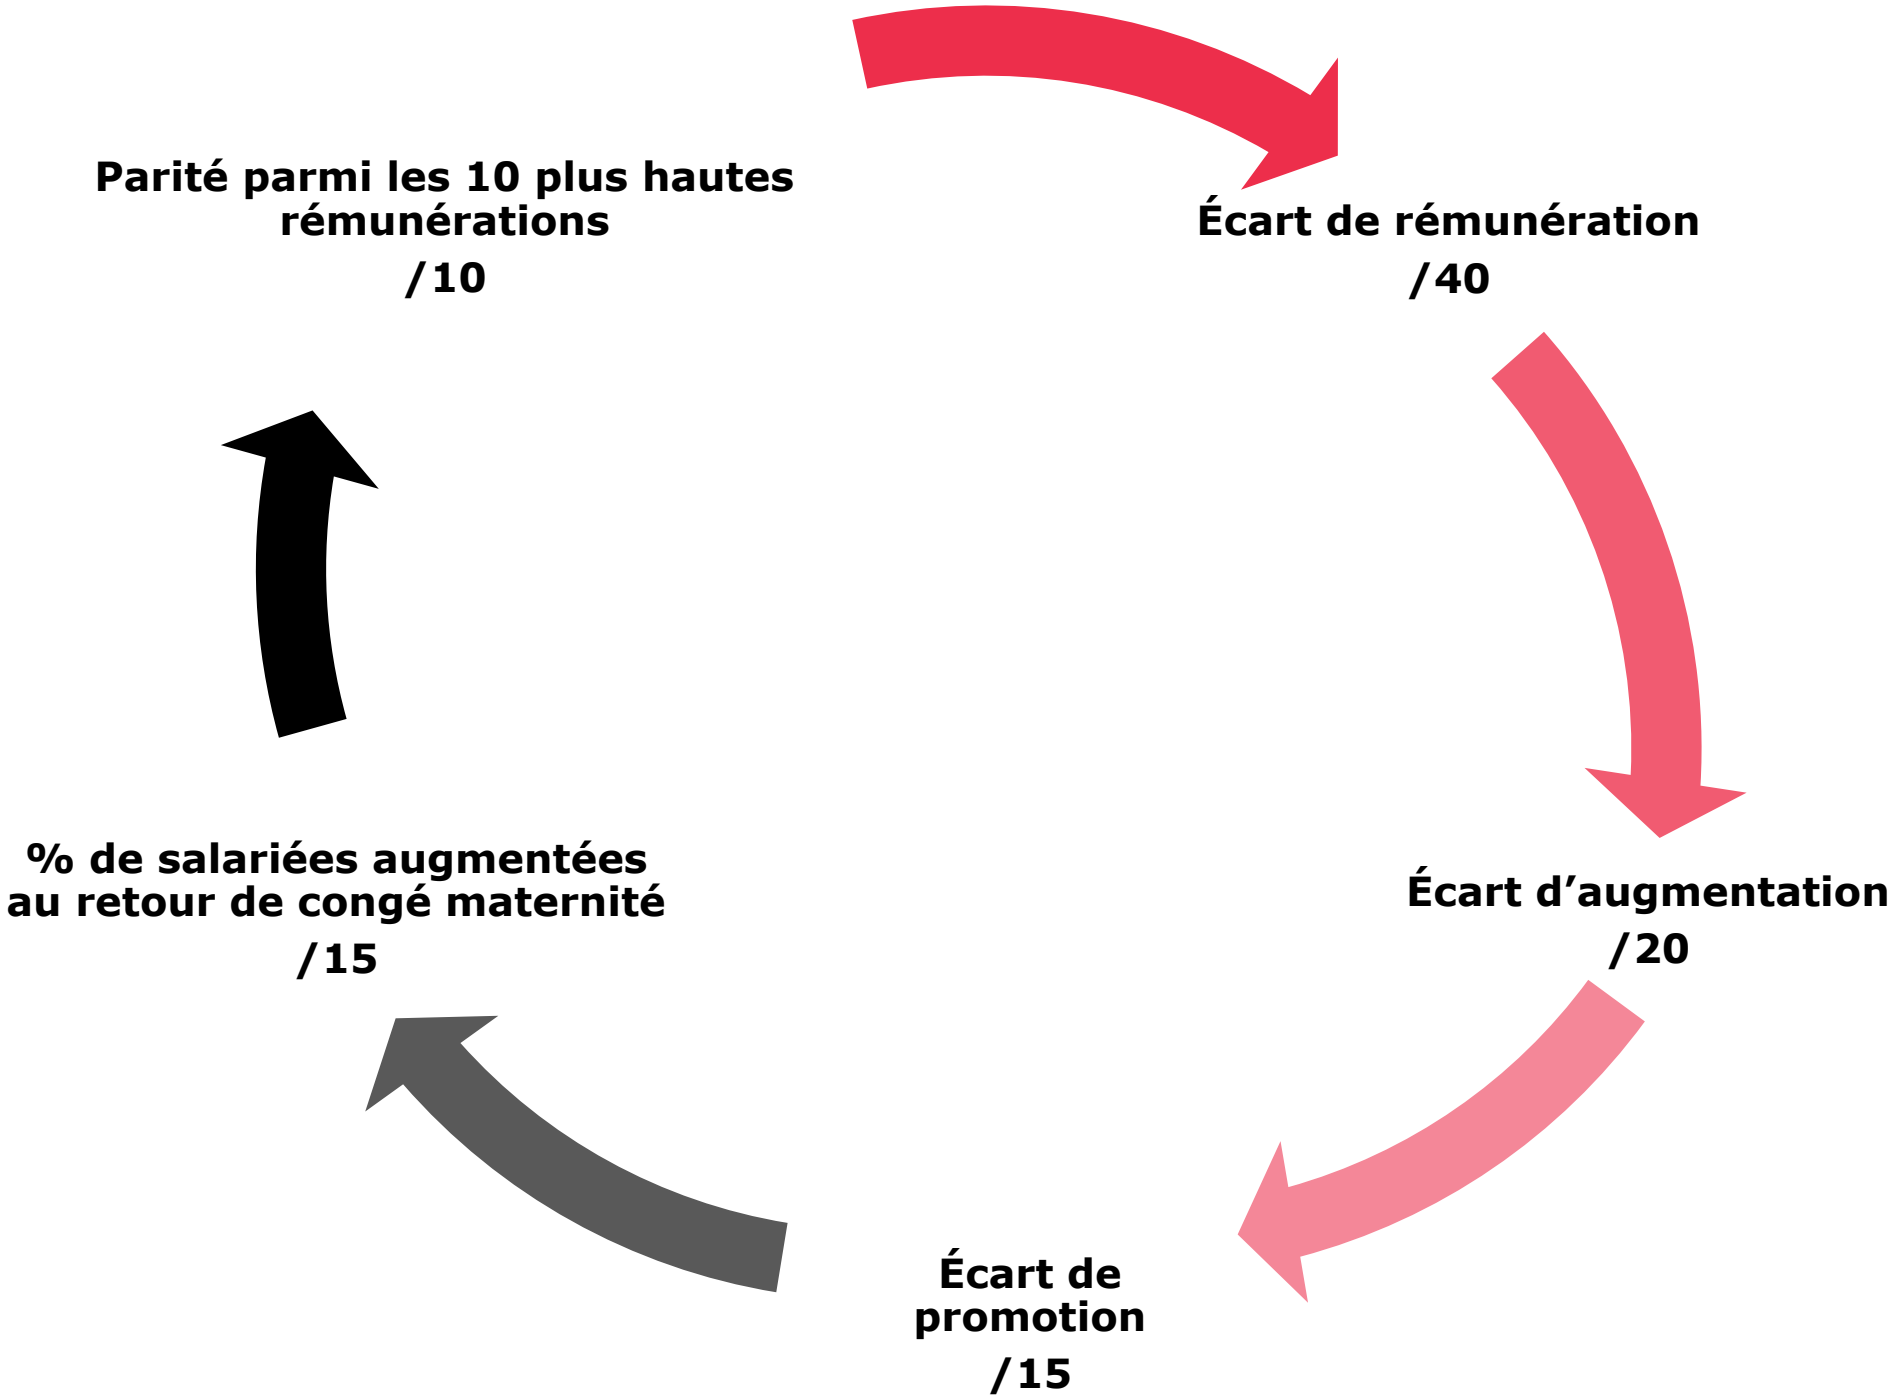 Parité parmi les 10 plus hautes
rémunérations
/10
Écart de rémunération
/40
Écart d’augmentation
/20
Écart de
promotion
/15
% de salariées augmentées
au retour de congé maternité
/15